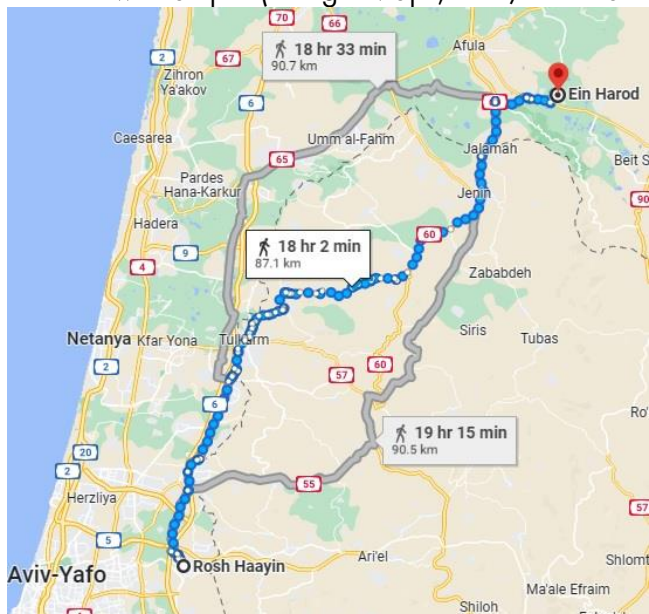 70
66
Afula
2
Zihron
Ya'akov
67
18 hr 33 min
90.7 km
6
Ein Harod
Umm al-Fahm
Jalamah
Caesarea
65
Beit S
Pardes
Hana-Karkur
Jenin
90
Hadera
60
9
18 hr 2 min
87.1 km
4
Zababdeh
Siris
Tubas
Netanya
Kfar Yona
Tulkarm
2
57
60
6
Ro'
19 hr 15 min
90.5 km
20
2
55
57
Herzliya
5
Rosh Haayin
Ari'el
Shlomt
Aviv-Yafo
Ma'ale Efraim
4
Shiloh